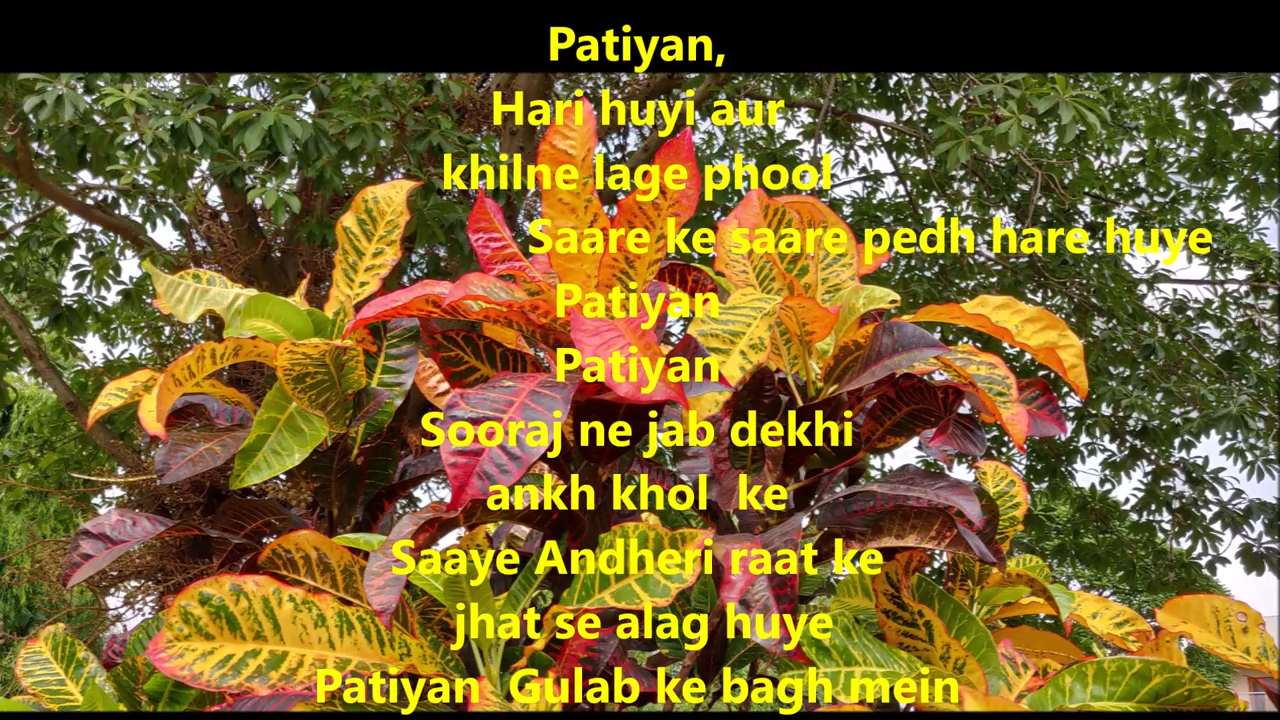 Patiyan,
Hari huyi aur
khilne lage phool
Saare ke saare pedh hare huye
Patiyan
Patiyan
Sooraj ne jab dekhi
ankh khol  ke
Saaye Andheri raat ke
jhat se alag huye
Patiyan  Gulab ke bagh mein